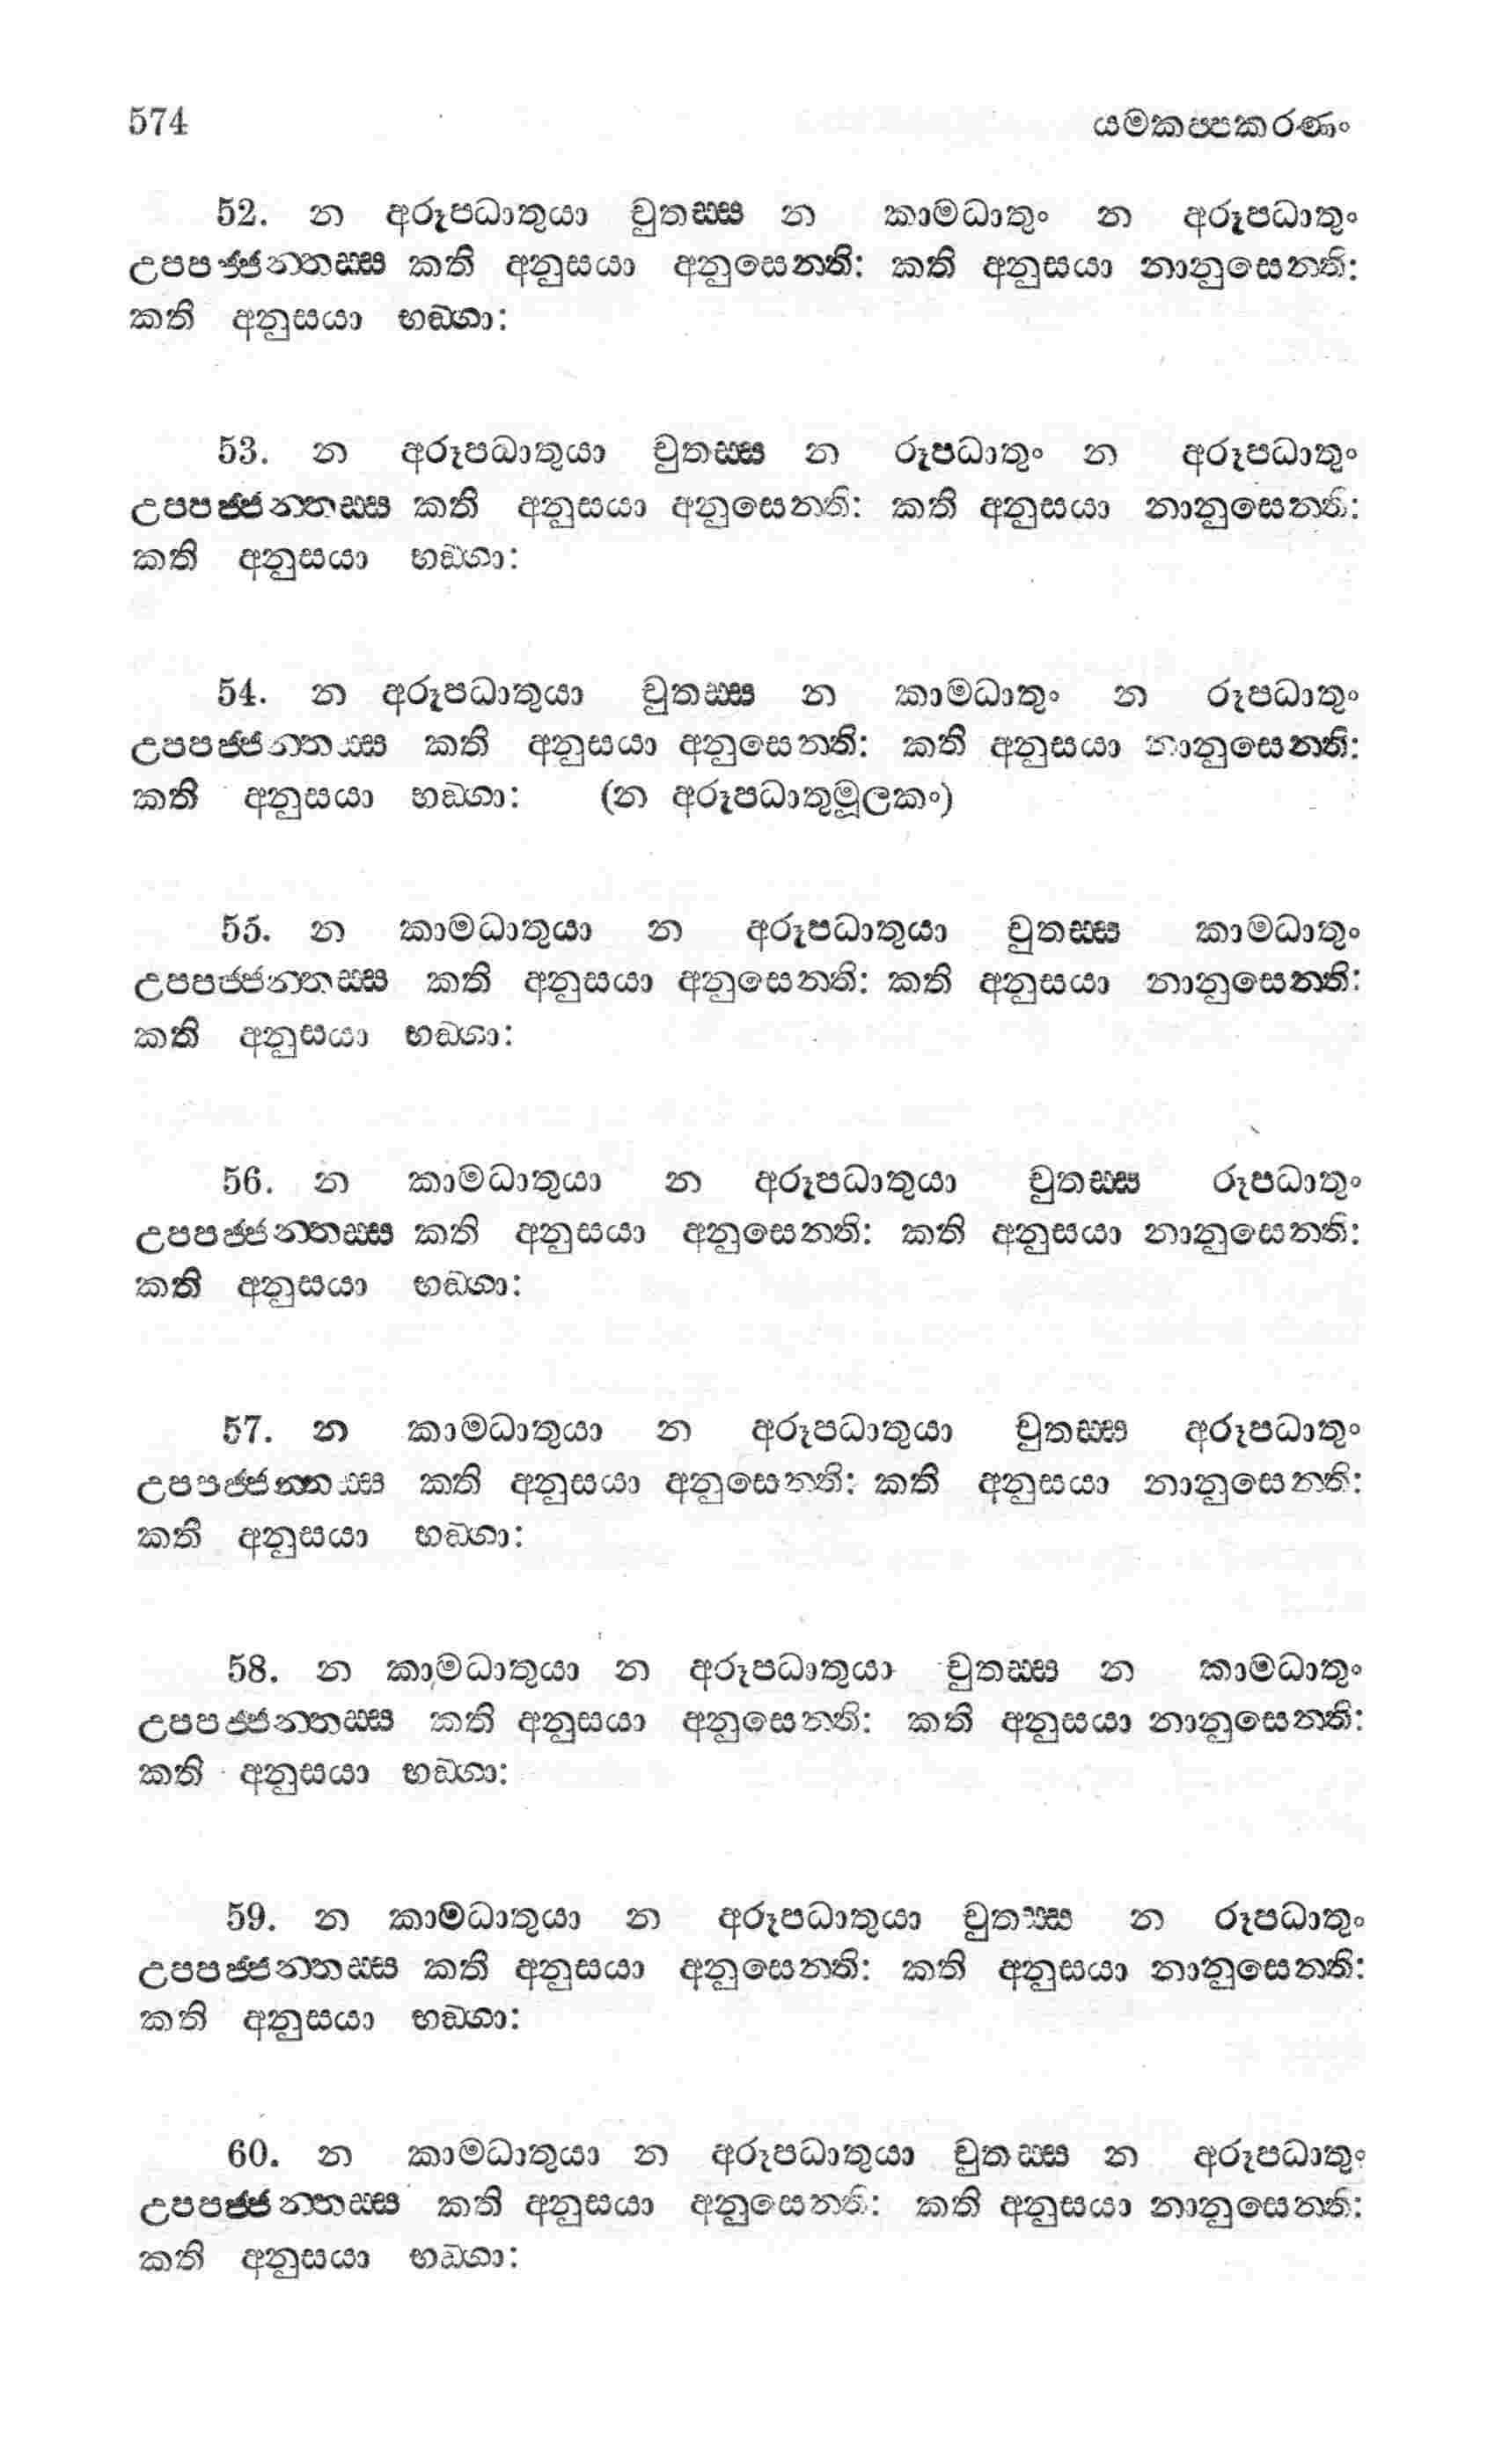 574 යමකප්පකරණං
52. න අරූපධාතුයා චුතස්ස න කාමධාතුං න අරූපධාතුං
උපපජ්ජන්තස්ස කති අනුසයා අනුසෙන්ති: කති අනුසයා නානුසෙන්ති:
කති අනුසයා භඞ්ගා:
53. න අරූපධාතුයා චුතස්ස න රූපධාතුං න අරූපධාතුං
උපපජ්ජන්තස්ස කති අනුසයා අනුසෙන්ති: කති අනුසයා නානුසෙන්ති:
කති අනුසයා භඞ්ගා:
54. න අරූපධාතුයා චුතස්ස න කාමධාතුං න රූපධාතුං
උපපජ්ජන්තස්ස කති අනුසයා අනුසෙන්ති: කති අනුසයා නානුසෙන්ති:
කති අනුසයා භඞ්ගා: (න අරූපධාතුමූලකං)
55. න කාමධාතුයා න අරූපධාතුයා චුතස්ස කාමධාතුං
උපපජ්ජන්තස්ස කති අනුසයා අනුසෙන්ති: කති අනුසයා නානුසෙන්ති:
කති අනුසයා භඞ්ගා:
56. න කාමධාතුයා න අරූපධාතුයා චුතස්ස රූපධාතුං
උපපජ්ජන්තස්ස කති අනුසයා අනුසෙන්ති: කති අනුසයා නානුසෙන්ති:
කති අනුසයා භඞ්ගා:
57. න කාමධාතුයා න අරූපධාතුයා චුතස්ස අරූපධාතුං
උපපජ්ජන්තස්ස කති අනුසයා අනුසෙන්ති: කති අනුසයා නානුසෙන්ති:
කති අනුසයා භඞ්ගා:
58. න කාමධාතුයා න අරූපධාතුයා චුතස්ස න කාමධාතුං
උපපජ්ජන්තස්ස කති අනුසයා අනුසෙන්ති: කති අනුසයා නානුසෙන්ති:
කති අනුසයා භඞ්ගා:
59. න කාමධාතුයා න අරූපධාතුයා චුතස්ස න රූපධාතුං
උපපජ්ජන්තස්ස කති අනුසයා අනුසෙන්ති: කති අනුසයා නානුසෙන්ති:
කති අනුසයා භඞ්ගා:
60. න කාමධාතුයා න අරූපධාතුයා චුතස්ස න අරූපධාතුං
උපපජ්ජන්තස්ස කති අනුසයා අනුසෙන්ති: කති අනුසයා නානුසෙන්ති:
කති අනුසයා භඞ්ගා: